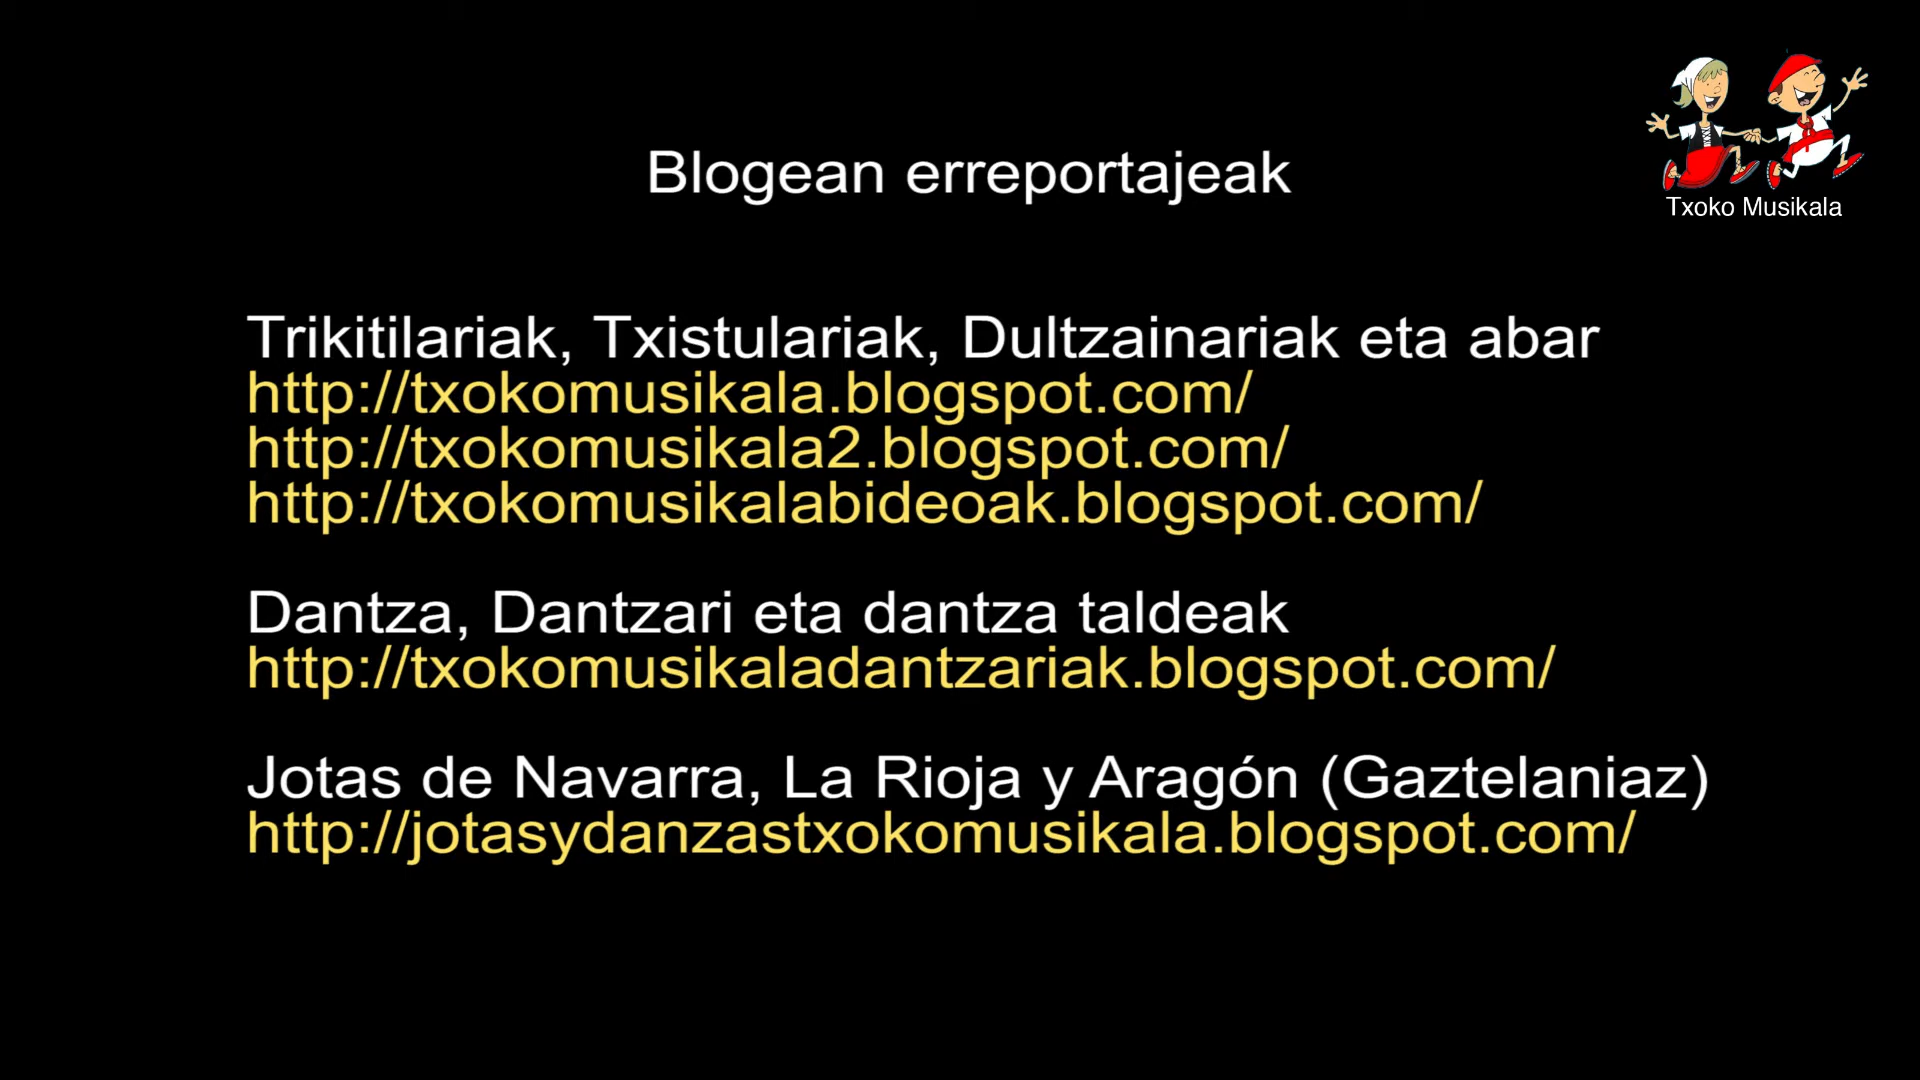 Blogean erreportajeak
Txoko Musikala
Trikitilariak, Txistulariak, Dultzainariak eta abar
http://txokomusikala.blogspot.com/
http://txokomusikala2.blogspot.com/
http://txokomusikalabideoak.blogspot.com/
Dantza, Dantzari eta dantza taldeak
http://txokomusikaladantzariak.blogspot.com/
Jotas de Navarra, La Rioja y Aragón (Gaztelaniaz)
http://jotasydanzastxokomusikala.blogspot.com/